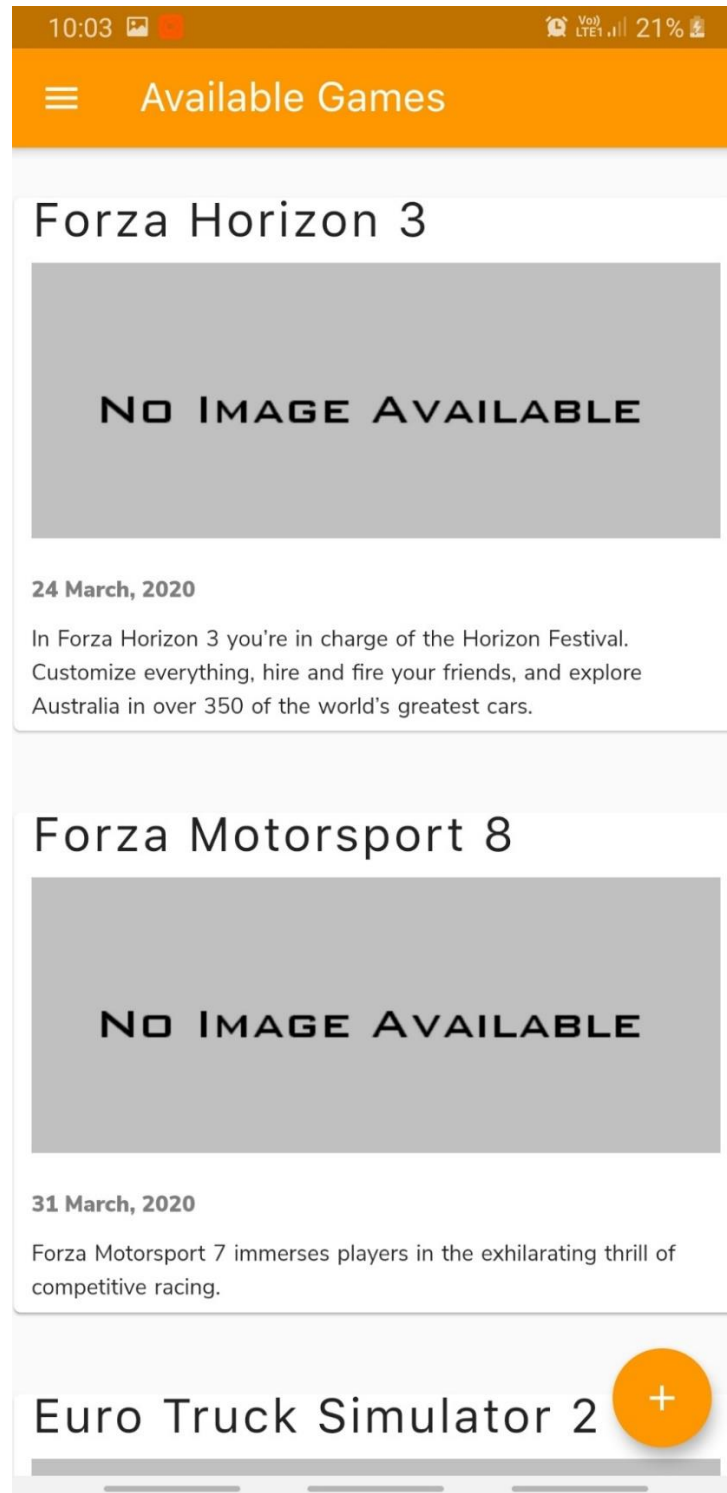 10:03 Vo)) LTE1 21%
Available Games
Forza Horizon 3
No Image Available
24 March, 2020
In Forza Horizon 3 you're in charge of the Horizon Festival.
Customize everything, hire and fire your friends, and explore
Australia in over 350 of the world's greatest cars.
Forza Motorsport 8
No Image Available
31 March, 2020
Forza Motorsport 7 immerses players in the exhilarating thrill of
competitive racing.
Euro Truck Simulator 2 +